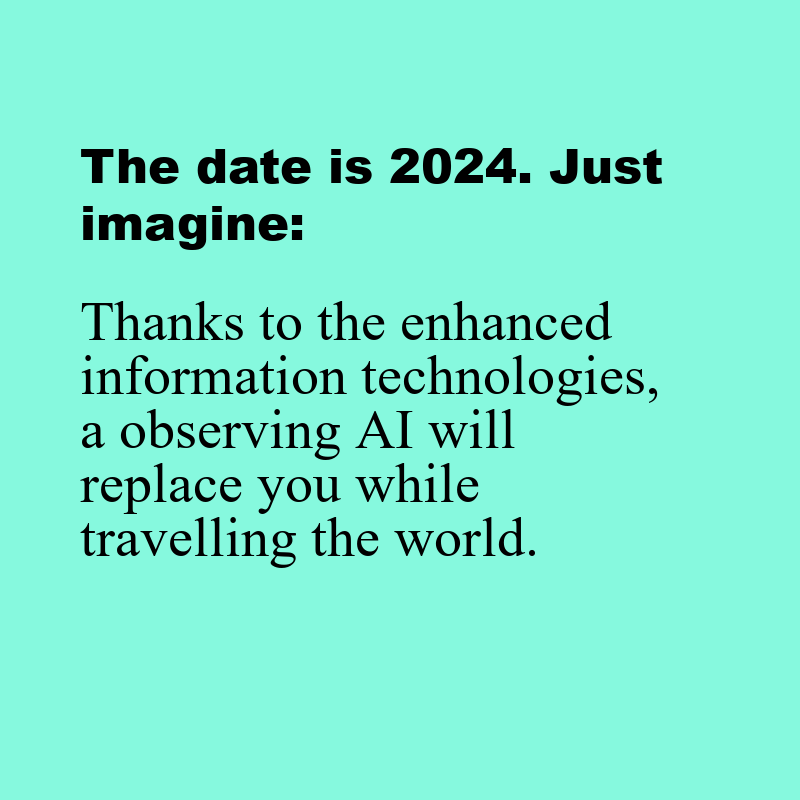 The date is 2024. Just
imagine:
Thanks to the enhanced
information technologies,
a observing AI will
replace you while
travelling the world.